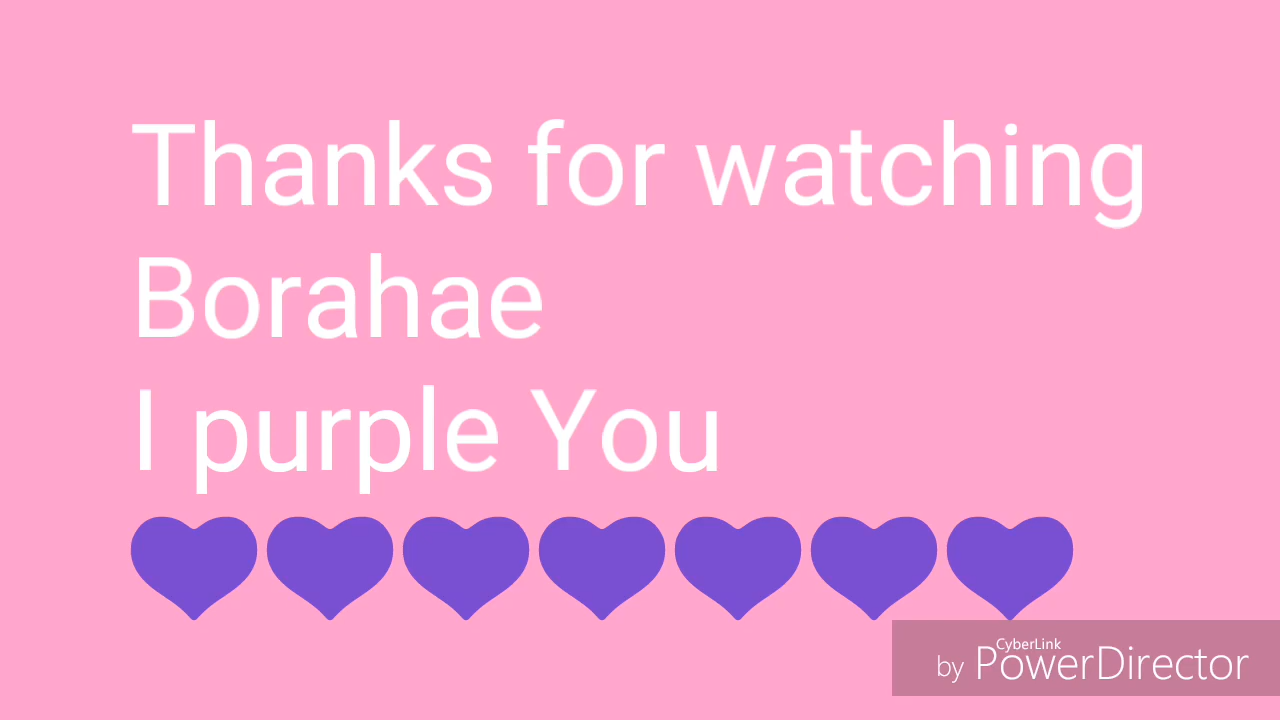 Thanks for watching
Borahae
I purple You
💜💜💜💜💜💜💜
CyberLink
by PowerDirector